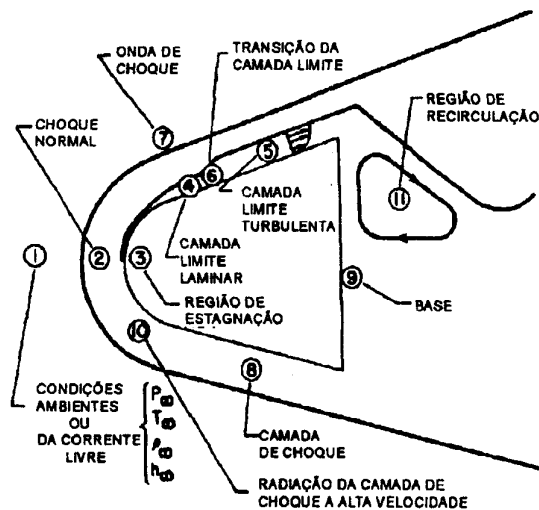 ONDA DE
CHOQUE
TRANSIÇÃO DA
CAMADA LIMITE
CHOQUE
NORMAL
7
REGIÃO DE
RECIRCULAÇÃO
5
6
4
11
CAMADA
LIMITE
TURBULENTA
CAMADA
LIMITE
LAMINAR
1
2
3
9
BASE
REGIÃO DE
ESTAGNAÇÃO
10
8
CONDIÇÕES
AMBIENTES
OU
DA CORRENTE
LIVRE
P∞
T∞
ρ∞
h∞
CAMADA
DE CHOQUE
RADIAÇÃO DA CAMADA DE
CHOQUE A ALTA VELOCIDADE